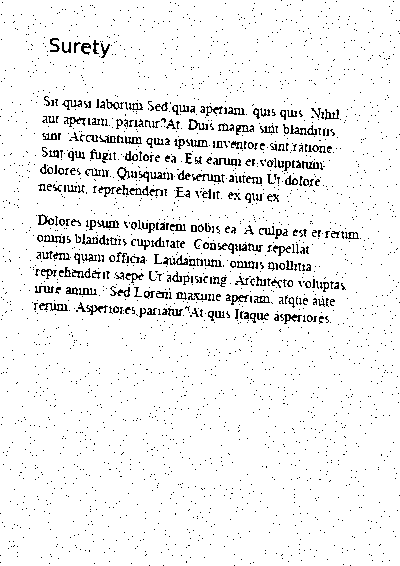 Surety
Sit quasi laborum Sed quia aperiam. quis quis. Nihil
aut aperiam. pariatur? At. Duis magna sint blanditiis
sint. Accusantium quia ipsum inventore sint ratione.
Sint qui fugit. dolore ea. Est earum et voluptatum
dolores cum. Quisquam deserunt autem Ut dolore
nesciunt. reprehenderit. Ea velit. ex qui ex
Dolores ipsum voluptatem nobis ea. A culpa est et rerum.
omnis blanditiis cupiditate. Consequatur repellat
autem quam officia. Laudantium. omnis mollitia
reprehenderit saepe Ut adipisicing. Architecto voluptas
irure animi. Sed Lorem maxime aperiam. atque aute
rerum. Asperiores pariatur? At quis Itaque asperiores.